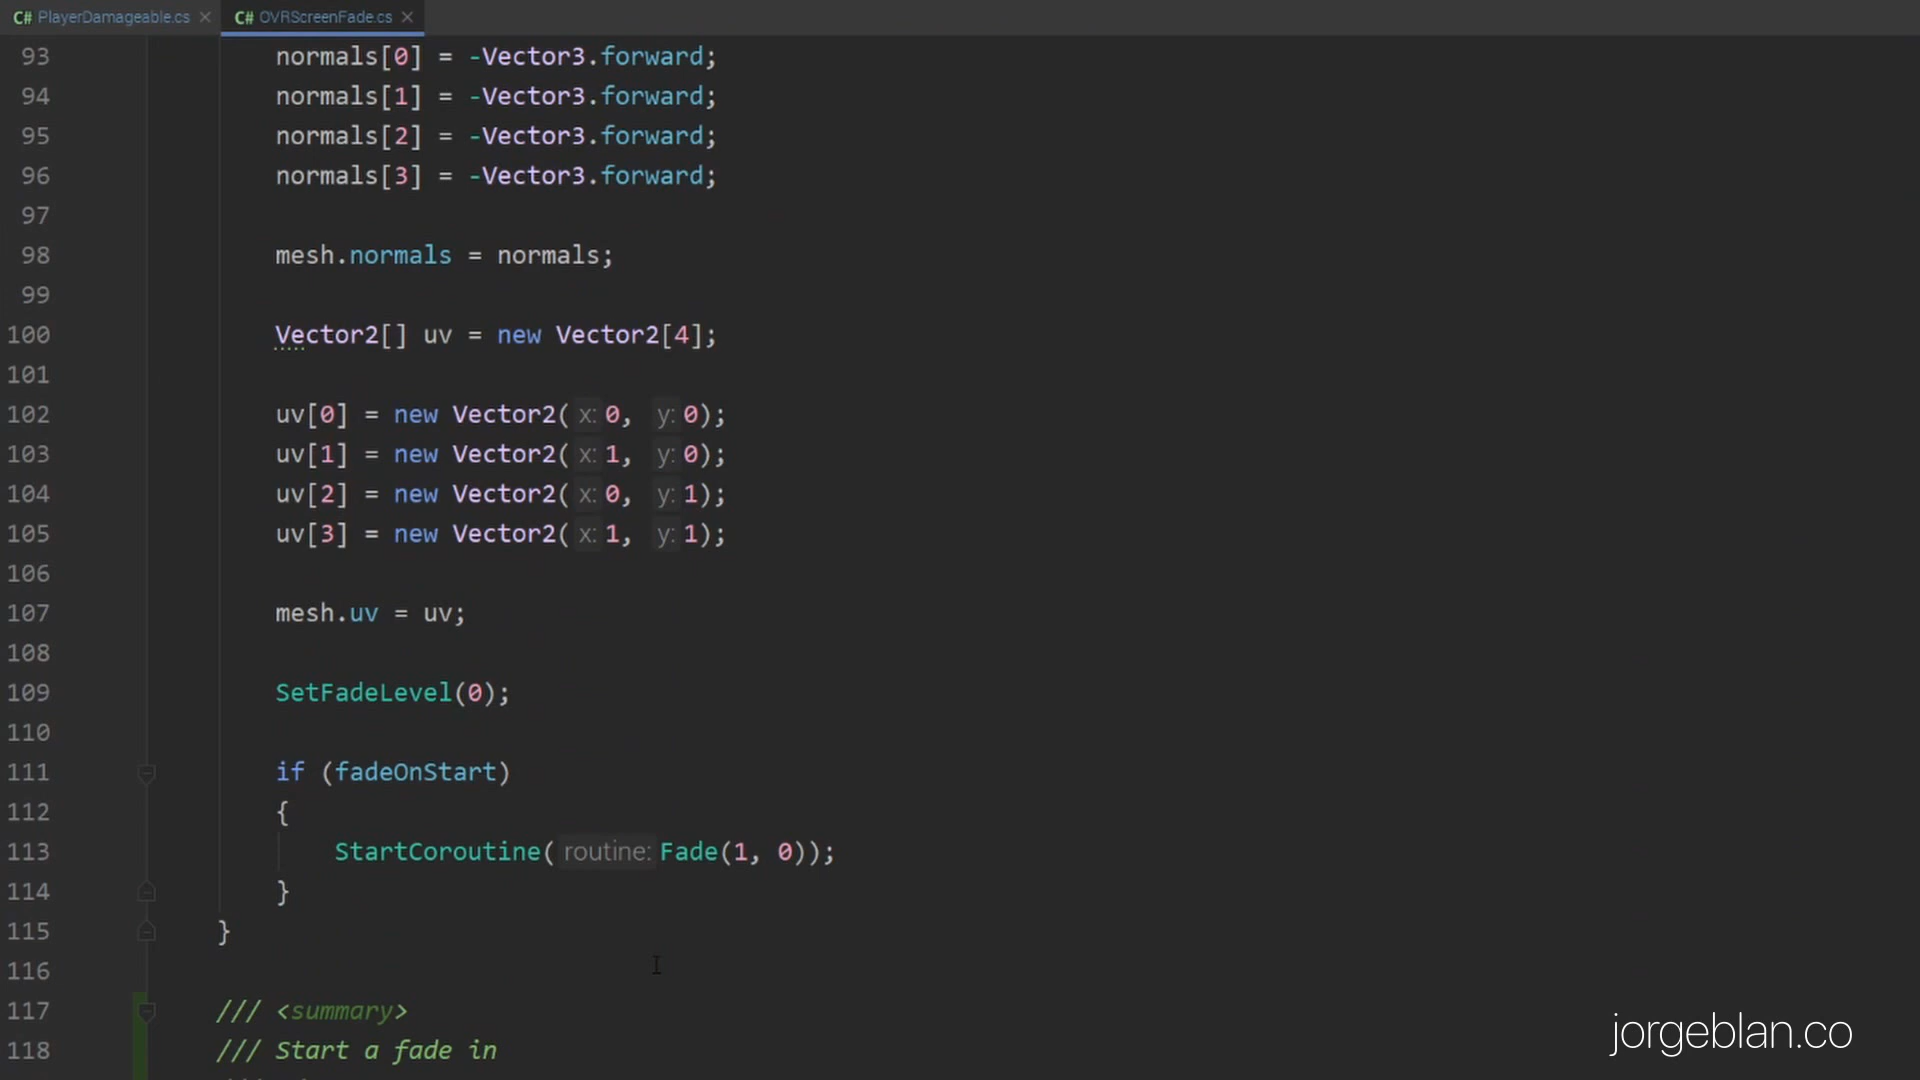 C# PlayerDamageable.cs × C# OVRScreenFade.cs ×
93 normals[0] = -Vector3.forward;
94 normals[1] = -Vector3.forward;
95 normals[2] = -Vector3.forward;
96 normals[3] = -Vector3.forward;
97
98 mesh.normals = normals;
99
100 Vector2[] uv = new Vector2[4];
101
102 uv[0] = new Vector2( x: 0, y: 0);
103 uv[1] = new Vector2( x: 1, y: 0);
104 uv[2] = new Vector2( x: 0, y: 1);
105 uv[3] = new Vector2( x: 1, y: 1);
106
107 mesh.uv = uv;
108
109 SetFadeLevel(0);
110
111 if (fadeOnStart)
112 {
113 StartCoroutine( routine: Fade(1, 0));
114 }
115 }
116
117 /// <summary>
118 /// Start a fade in
jorgeblan.co